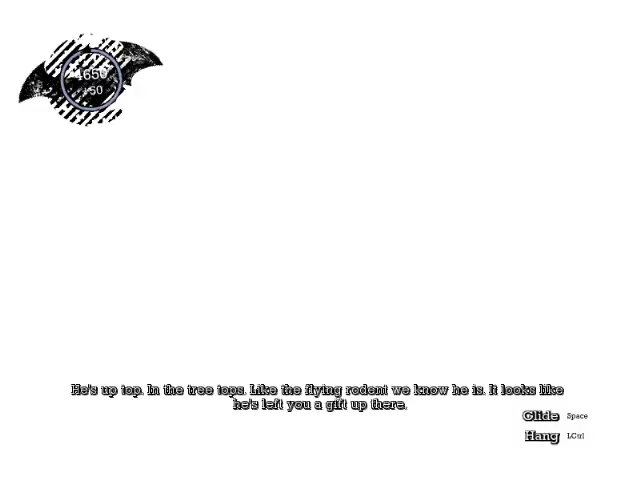 4650
+50
He's up top. In the tree tops. Like the flying rodent we know he is. It looks like
he's left you a gift up there.
Glide Space
Hang LCtrl